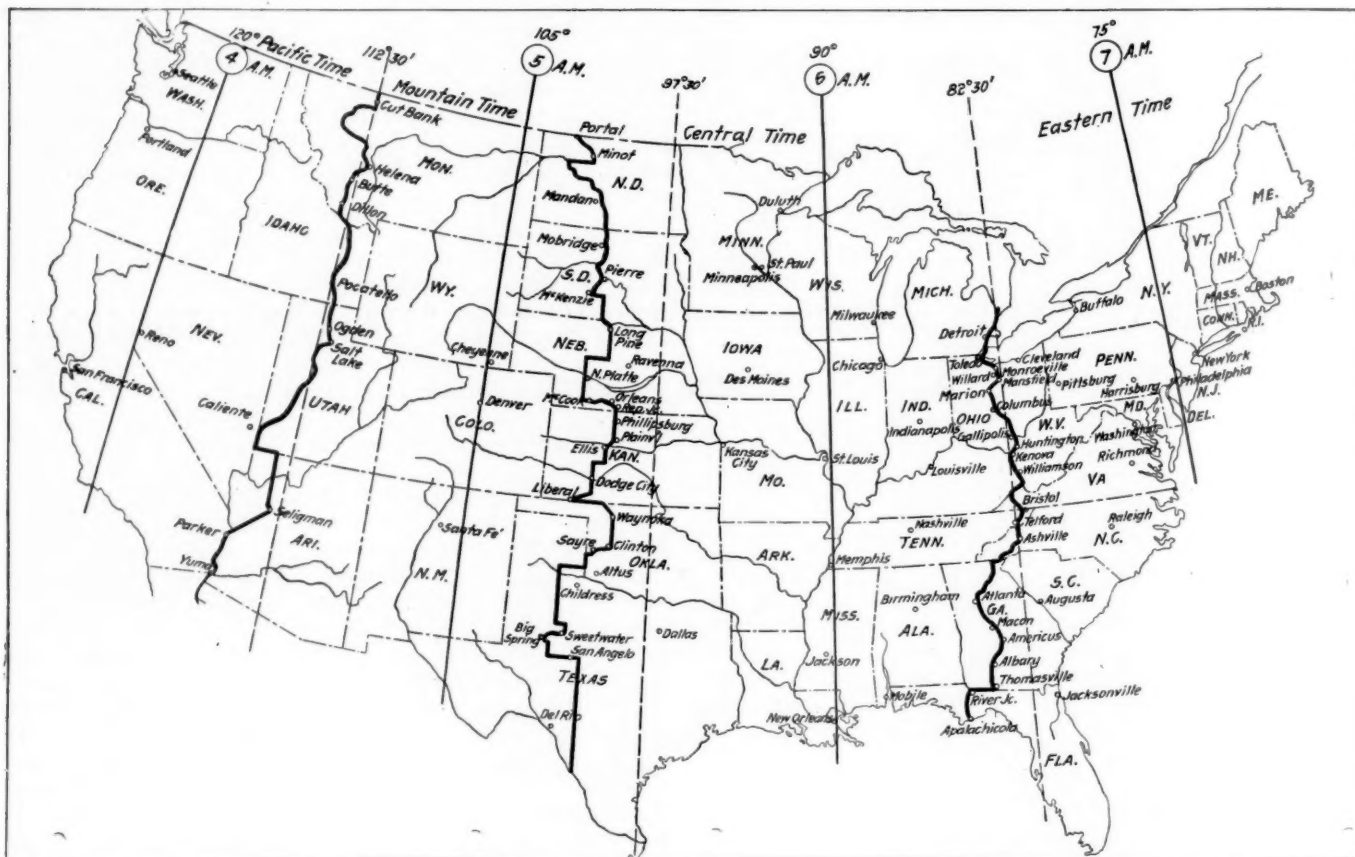 120° Pacific Time
112°30'
105°
97°30'
90°
82°30'
75°
4 A.M.
5 A.M.
6 A.M.
7 A.M.
Mountain Time
Central Time
Eastern Time
Seattle
WASH.
Portland
ORE.
IDAHO
Cut Bank
Helena
Butte
Dillon
MON.
Pocatello
Ogden
Salt Lake
Reno
NEV.
San Francisco
CAL.
Caliente
UTAH
Parker
Seligman
Yuma
ARI.
WY.
Cheyenne
Denver
COLO.
Santa Fe'
N.M.
Portal
Minot
N.D.
Mandan
Mobridge
Pierre
S.D.
McKenzie
Long Pine
NEB.
Ravenna
N. Platte
McCook
Orleans
Rep. Jc.
Phillipsburg
Plainv
Ellis
KAN.
Dodge City
Liberal
Waynoka
Sayre
Clinton
OKLA.
Altus
Childress
Big Spring
Sweetwater
San Angelo
TEXAS
Dallas
Del Rio
Duluth
MINN.
St. Paul
Minneapolis
WIS.
Milwaukee
MICH.
IOWA
Des Moines
Chicago
ILL.
IND.
Indianapolis
Kansas City
MO.
St. Louis
Louisville
ARK.
Memphis
Nashville
TENN.
MISS.
Jackson
LA.
New Orleans
Birmingham
ALA.
Mobile
Detroit
Toledo
Cleveland
Monroeville
Willard
Mansfield
Marion
Columbus
OHIO
Gallipolis
Huntington
Kenova
Williamson
W.V.
Bristol
Telford
Ashville
Raleigh
N.C.
S.C.
Atlanta
Augusta
GA.
Macon
Americus
Albany
Thomasville
River Jc.
Jacksonville
Apalachicola
FLA.
Buffalo
N.Y.
VT.
N.H.
ME.
MASS.
Boston
CONN.
R.I.
PENN.
Pittsburg
Harrisburg
New York
Philadelphia
N.J.
MD.
DEL.
Washington
Richmond
VA